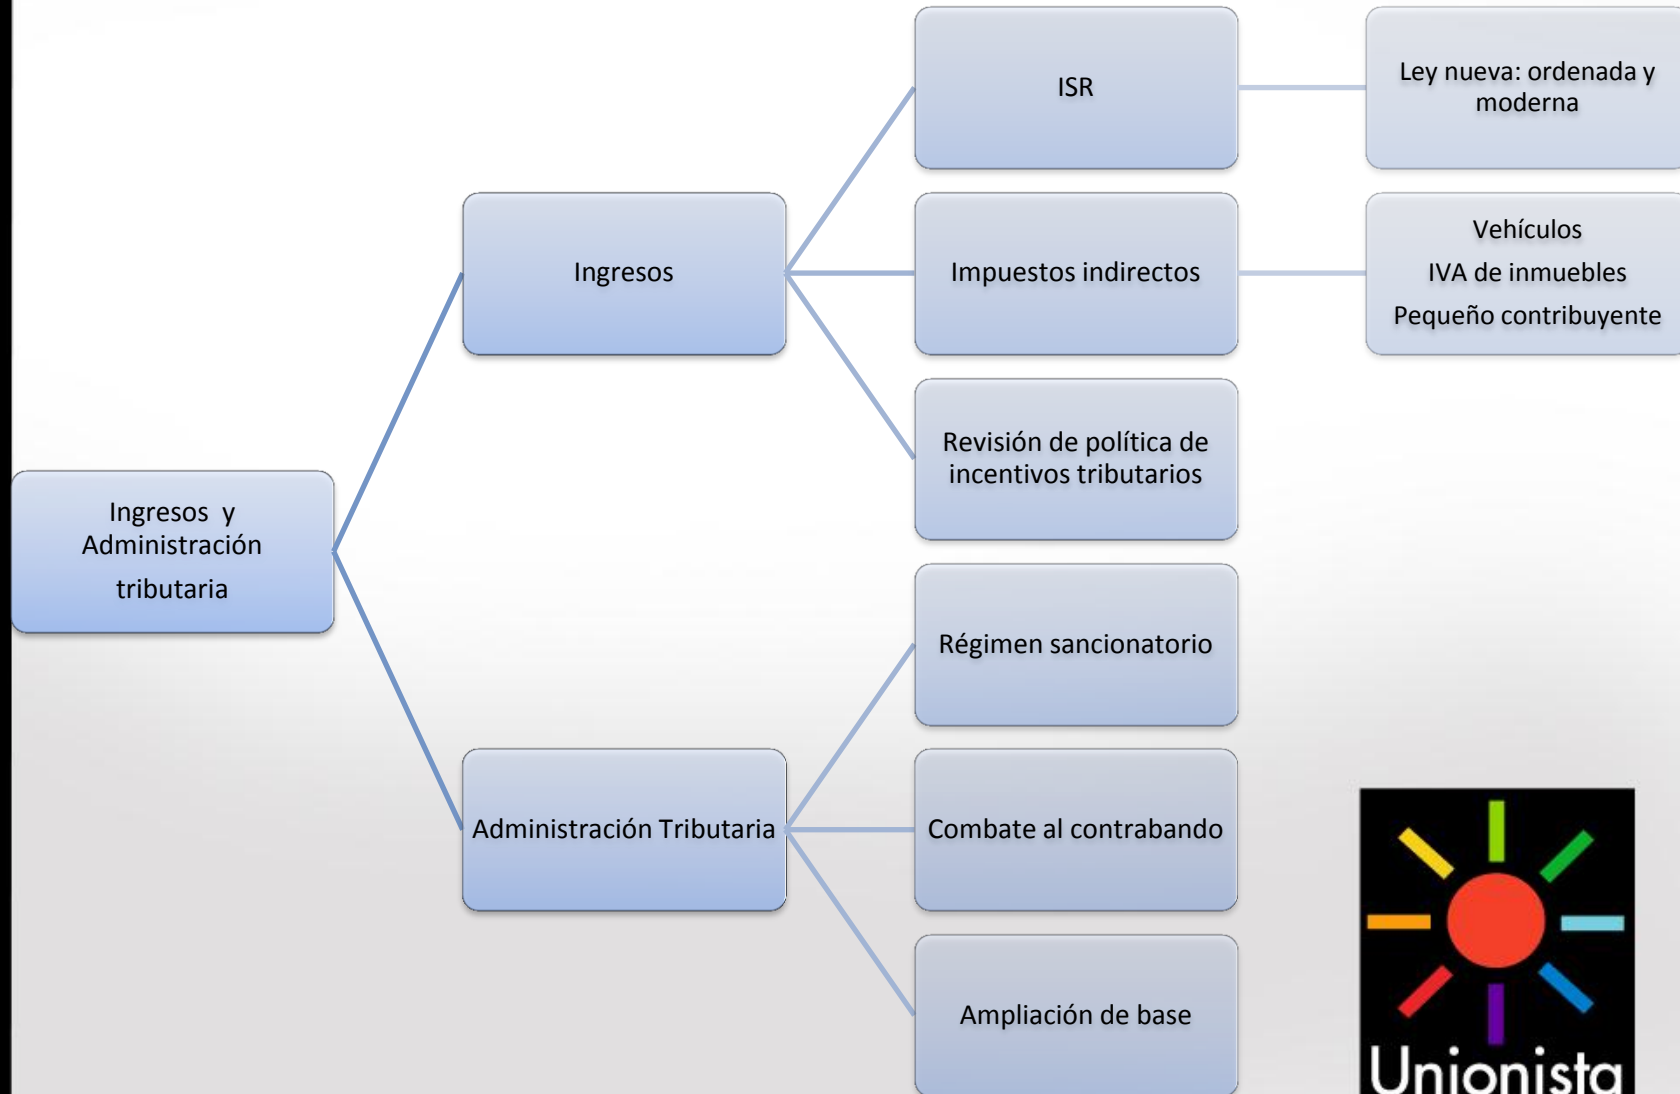 Ingresos y
Administración
tributaria
Ingresos
ISR
Ley nueva: ordenada y
moderna
Impuestos indirectos
Vehículos
IVA de inmuebles
Pequeño contribuyente
Revisión de política de
incentivos tributarios
Administración Tributaria
Régimen sancionatorio
Combate al contrabando
Ampliación de base
Unionista